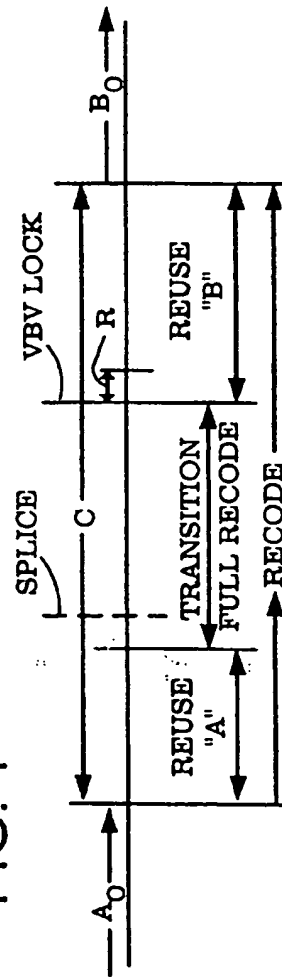 SPLICE
VBV LOCK
C
R
A0
B0
REUSE
"A"
TRANSITION
FULL RECODE
REUSE
"B"
RECODE